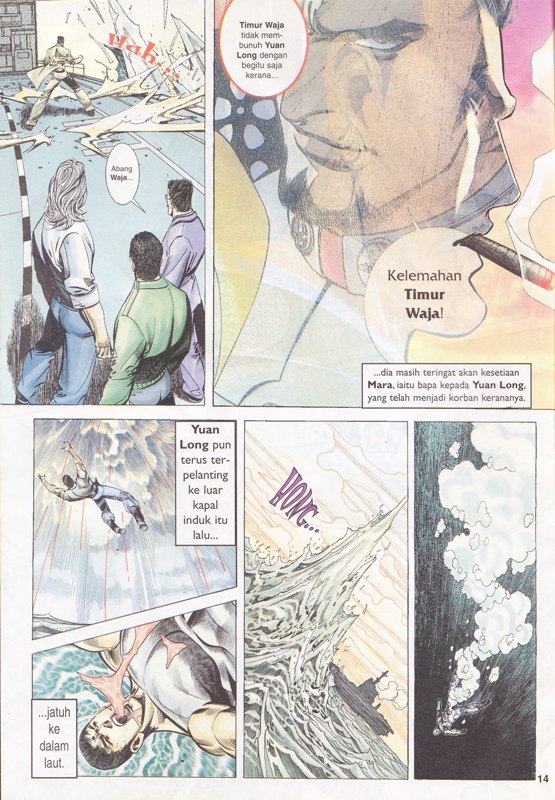 Hah...
Abang
Waja...
Timur Waja
tidak mem-
bunuh Yuan
Long dengan
begitu saja
kerana...
Kelemahan
Timur
Waja!
...dia masih teringat akan kesetiaan
Mara, iaitu bapa kepada Yuan Long,
yang telah menjadi korban kerananya.
Yuan
Long pun
terus ter-
pelanting
ke luar
kapal
induk itu
lalu...
...jatuh
ke
dalam
laut.
HONG...
14